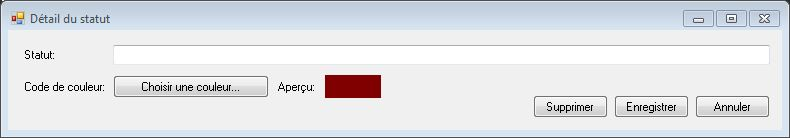 Détail du statut
Statut:
Code de couleur: Choisir une couleur... Aperçu:
Supprimer Enregistrer Annuler